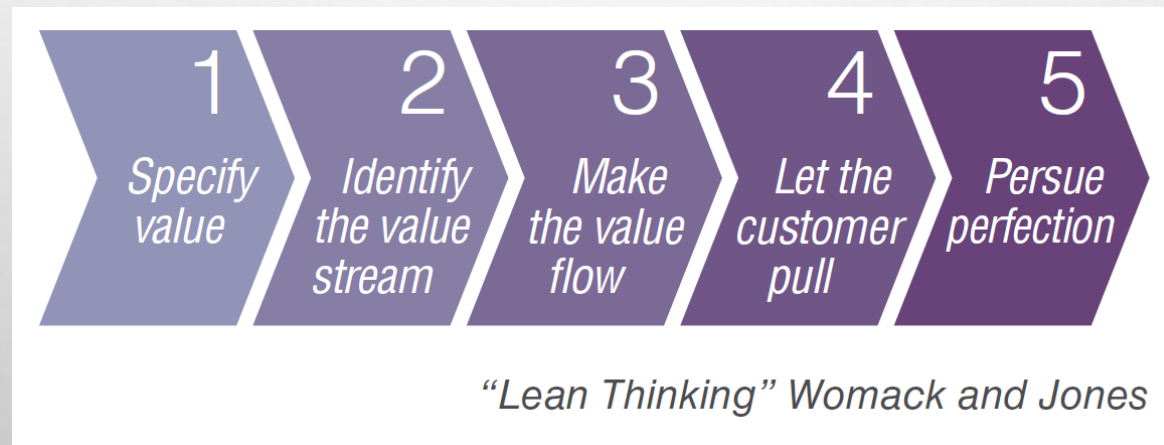 1
Specify
value
2
Identify
the value
stream
3
Make
the value
flow
4
Let the
customer
pull
5
Persue
perfection
“Lean Thinking” Womack and Jones